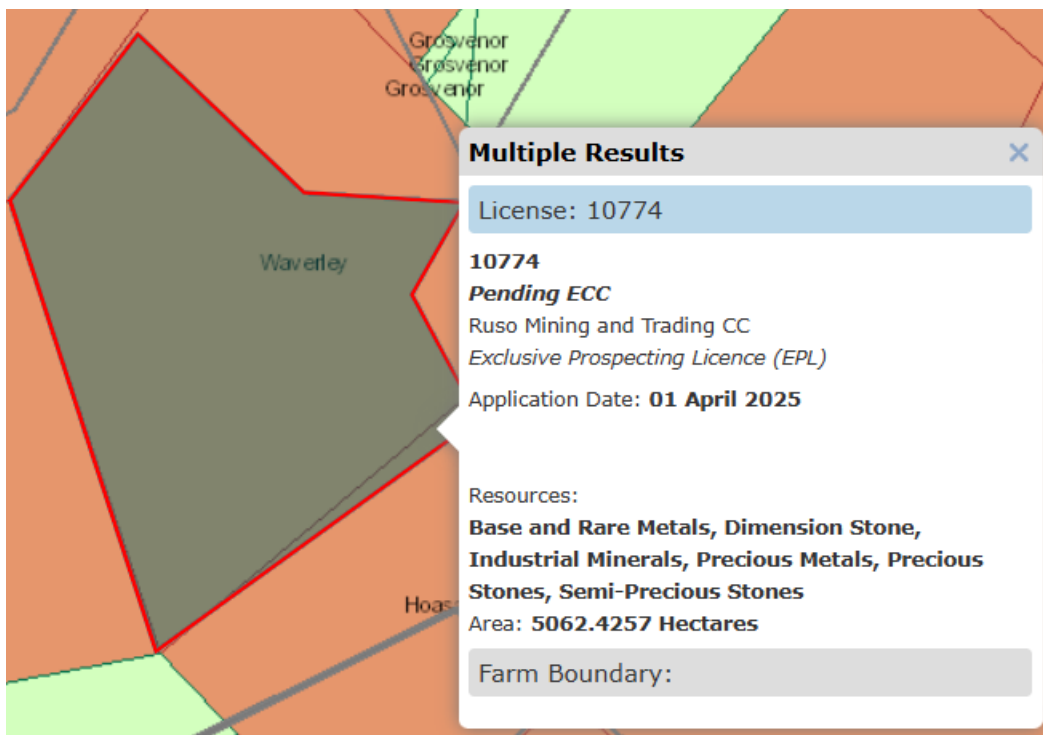 Grosvenor
Grosvenor
Grosvenor
Multiple Results
License: 10774
Waverley
10774
Pending ECC
Ruso Mining and Trading CC
Exclusive Prospecting Licence (EPL)
Application Date: 01 April 2025
Resources:
Base and Rare Metals, Dimension Stone,
Industrial Minerals, Precious Metals, Precious
Stones, Semi-Precious Stones
Hoas
Area: 5062.4257 Hectares
Farm Boundary: